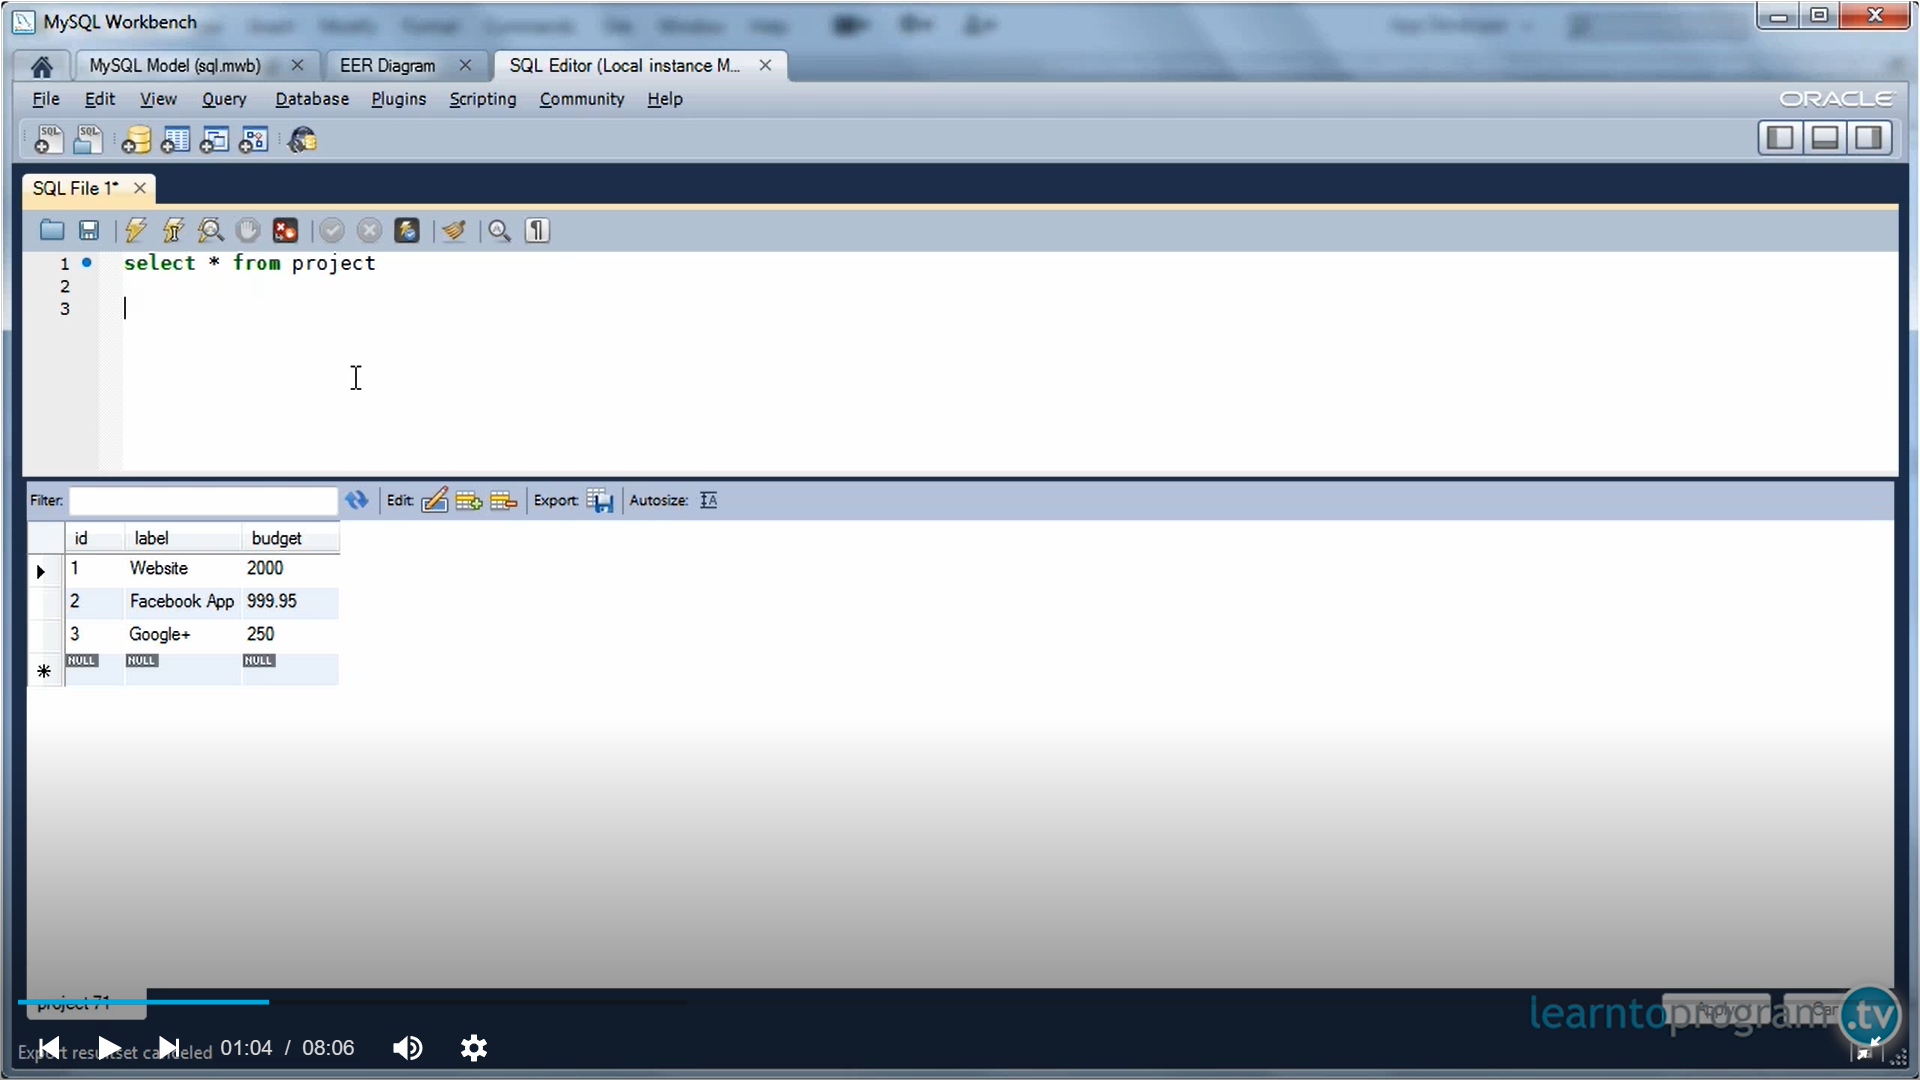 MySQL Workbench
MySQL Model (sql.mwb)
EER Diagram
SQL Editor (Local instance M...
File Edit View Query Database Plugins Scripting Community Help
ORACLE
SQL File 1*
1 select * from project
2
3
Filter:
Edit:
Export:
Autosize:
id label budget
1 Website 2000
2 Facebook App 999.95
3 Google+ 250
NULL NULL NULL
project 71
Apply
learntoprogram.tv
01:04 / 08:06
Export resultset canceled